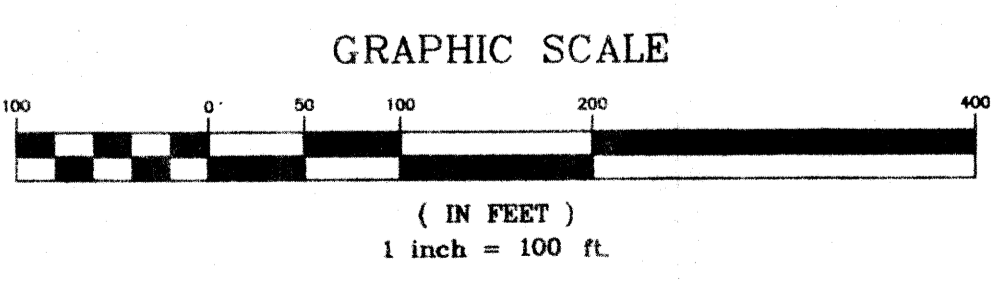 GRAPHIC SCALE
100 0 50 100 200 400
( IN FEET )
1 inch = 100 ft.